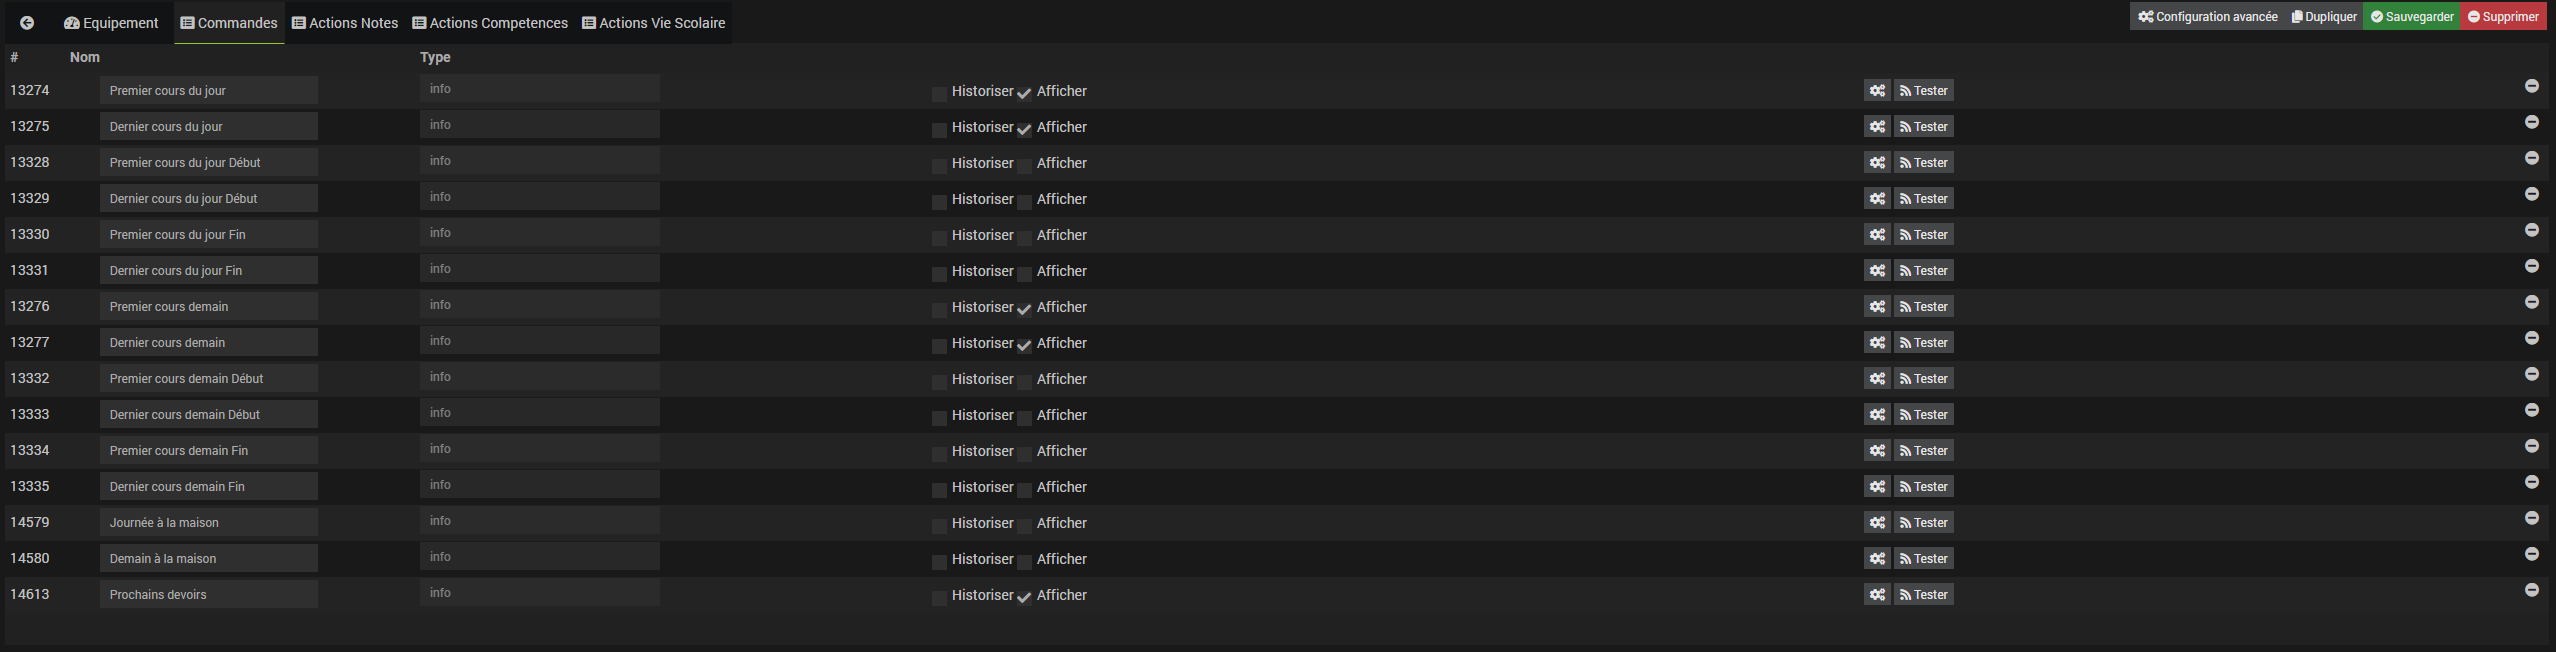 Equipement Commandes Actions Notes Actions Competences Actions Vie Scolaire Configuration avancée Dupliquer Sauvegarder Supprimer
# Nom Type
13274 Premier cours du jour info Historiser Afficher Tester
13275 Dernier cours du jour info Historiser Afficher Tester
13328 Premier cours du jour Début info Historiser Afficher Tester
13329 Dernier cours du jour Début info Historiser Afficher Tester
13330 Premier cours du jour Fin info Historiser Afficher Tester
13331 Dernier cours du jour Fin info Historiser Afficher Tester
13276 Premier cours demain info Historiser Afficher Tester
13277 Dernier cours demain info Historiser Afficher Tester
13332 Premier cours demain Début info Historiser Afficher Tester
13333 Dernier cours demain Début info Historiser Afficher Tester
13334 Premier cours demain Fin info Historiser Afficher Tester
13335 Dernier cours demain Fin info Historiser Afficher Tester
14579 Journée à la maison info Historiser Afficher Tester
14580 Demain à la maison info Historiser Afficher Tester
14613 Prochains devoirs info Historiser Afficher Tester